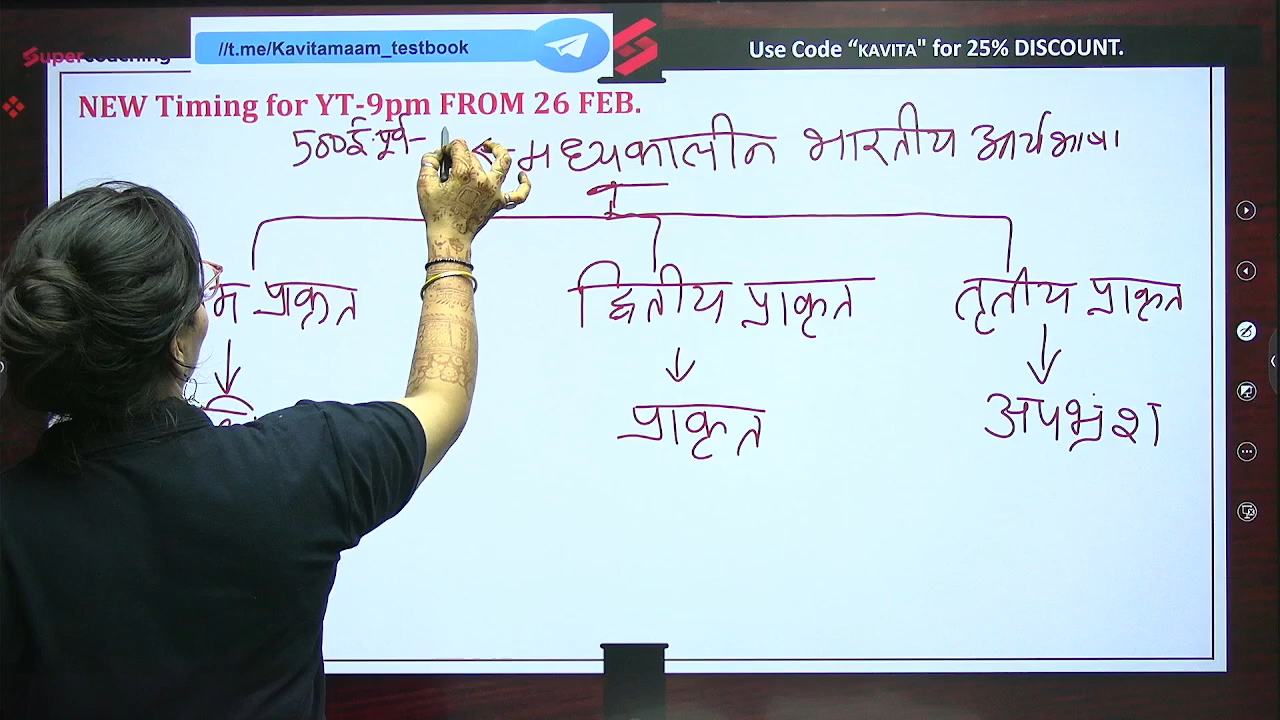 //t.me/Kavitamaam_testbook
Supercoaching
Use Code “KAVITA" for 25% DISCOUNT.
NEW Timing for YT-9pm FROM 26 FEB.
500ई.पूर्व- ←मध्यकालीन भारतीय आर्यभाषा
म प्राकृत द्वितीय प्राकृत तृतीय प्राकृत
प्राकृत अपभ्रंश